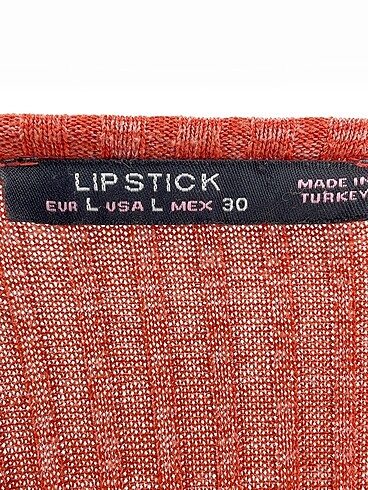 LIPSTICK
EUR L USA L MEX 30
MADE IN
TURKEY